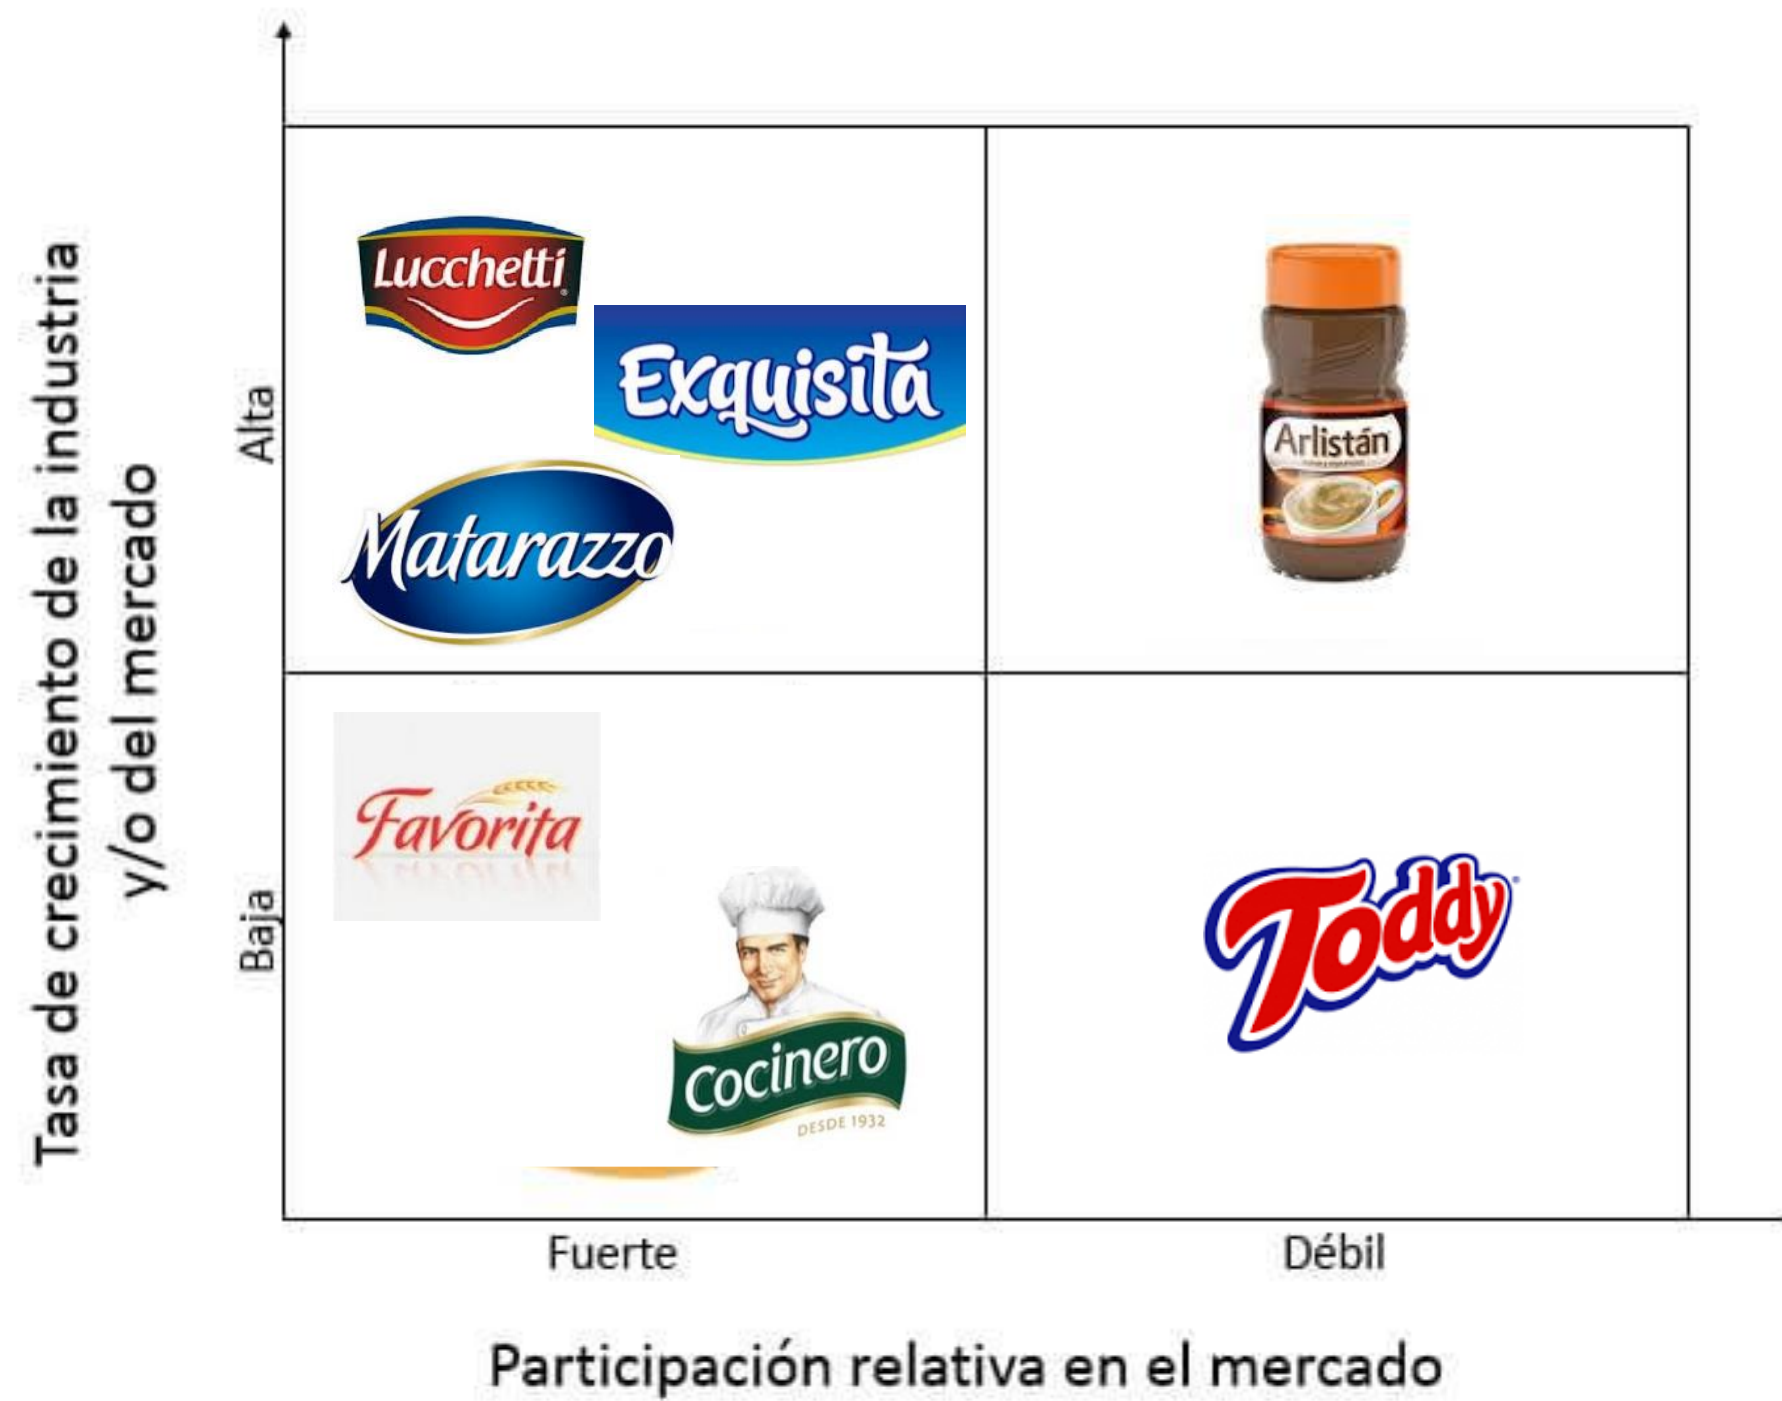 Tasa de crecimiento de la industria
y/o del mercado
Alta
Baja
Lucchetti
Exquisita
Matarazzo
Arlistán
Favorita
Cocinero
DESDE 1932
Toddy
Fuerte
Débil
Participación relativa en el mercado